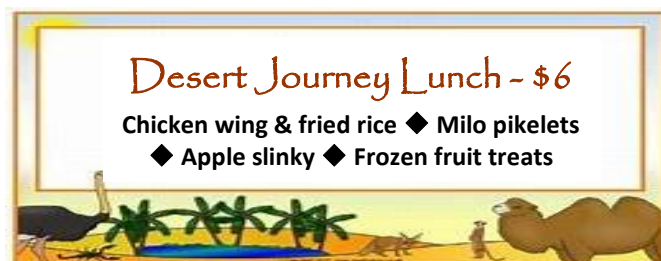 Desert Journey Lunch - $6
Chicken wing & fried rice ◆ Milo pikelets
◆ Apple slinky ◆ Frozen fruit treats